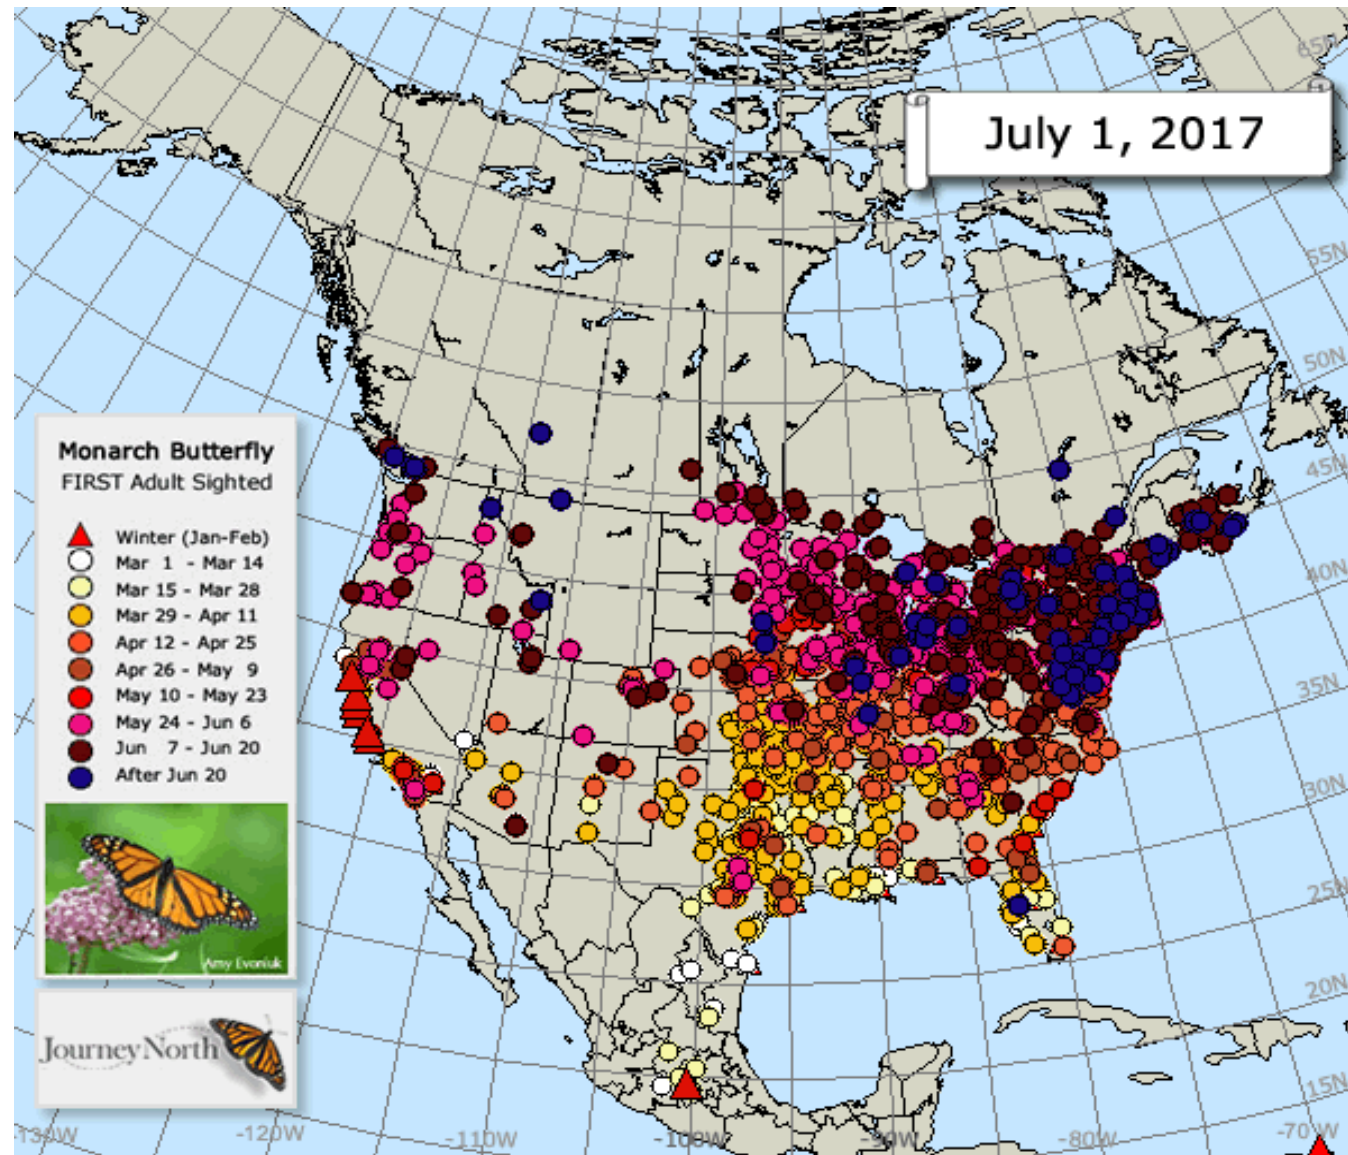 July 1, 2017
65N
55N
50N
45N
40N
35N
30N
25N
20N
15N
Monarch Butterfly
FIRST Adult Sighted
Winter (Jan-Feb)
Mar 1 - Mar 14
Mar 15 - Mar 28
Mar 29 - Apr 11
Apr 12 - Apr 25
Apr 26 - May 9
May 10 - May 23
May 24 - Jun 6
Jun 7 - Jun 20
After Jun 20
Amy Evoniuk
JourneyNorth
-130W
-120W
-110W
-100W
-90W
-80W
-70W